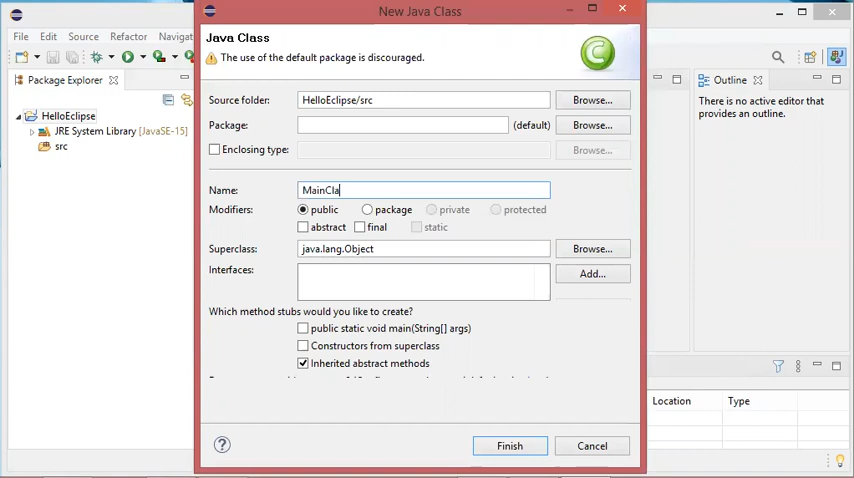 New Java Class
File Edit Source Refactor Navigat
Java Class
The use of the default package is discouraged.
Package Explorer
HelloEclipse
JRE System Library [JavaSE-15]
src
Source folder: HelloEclipse/src Browse...
Package: (default) Browse...
Enclosing type: Browse...
Name: MainCla
Modifiers: public package private protected
abstract final static
Superclass: java.lang.Object Browse...
Interfaces: Add...
Which method stubs would you like to create?
public static void main(String[] args)
Constructors from superclass
Inherited abstract methods
? Finish Cancel
Outline
There is no active editor that
provides an outline.
Location Type